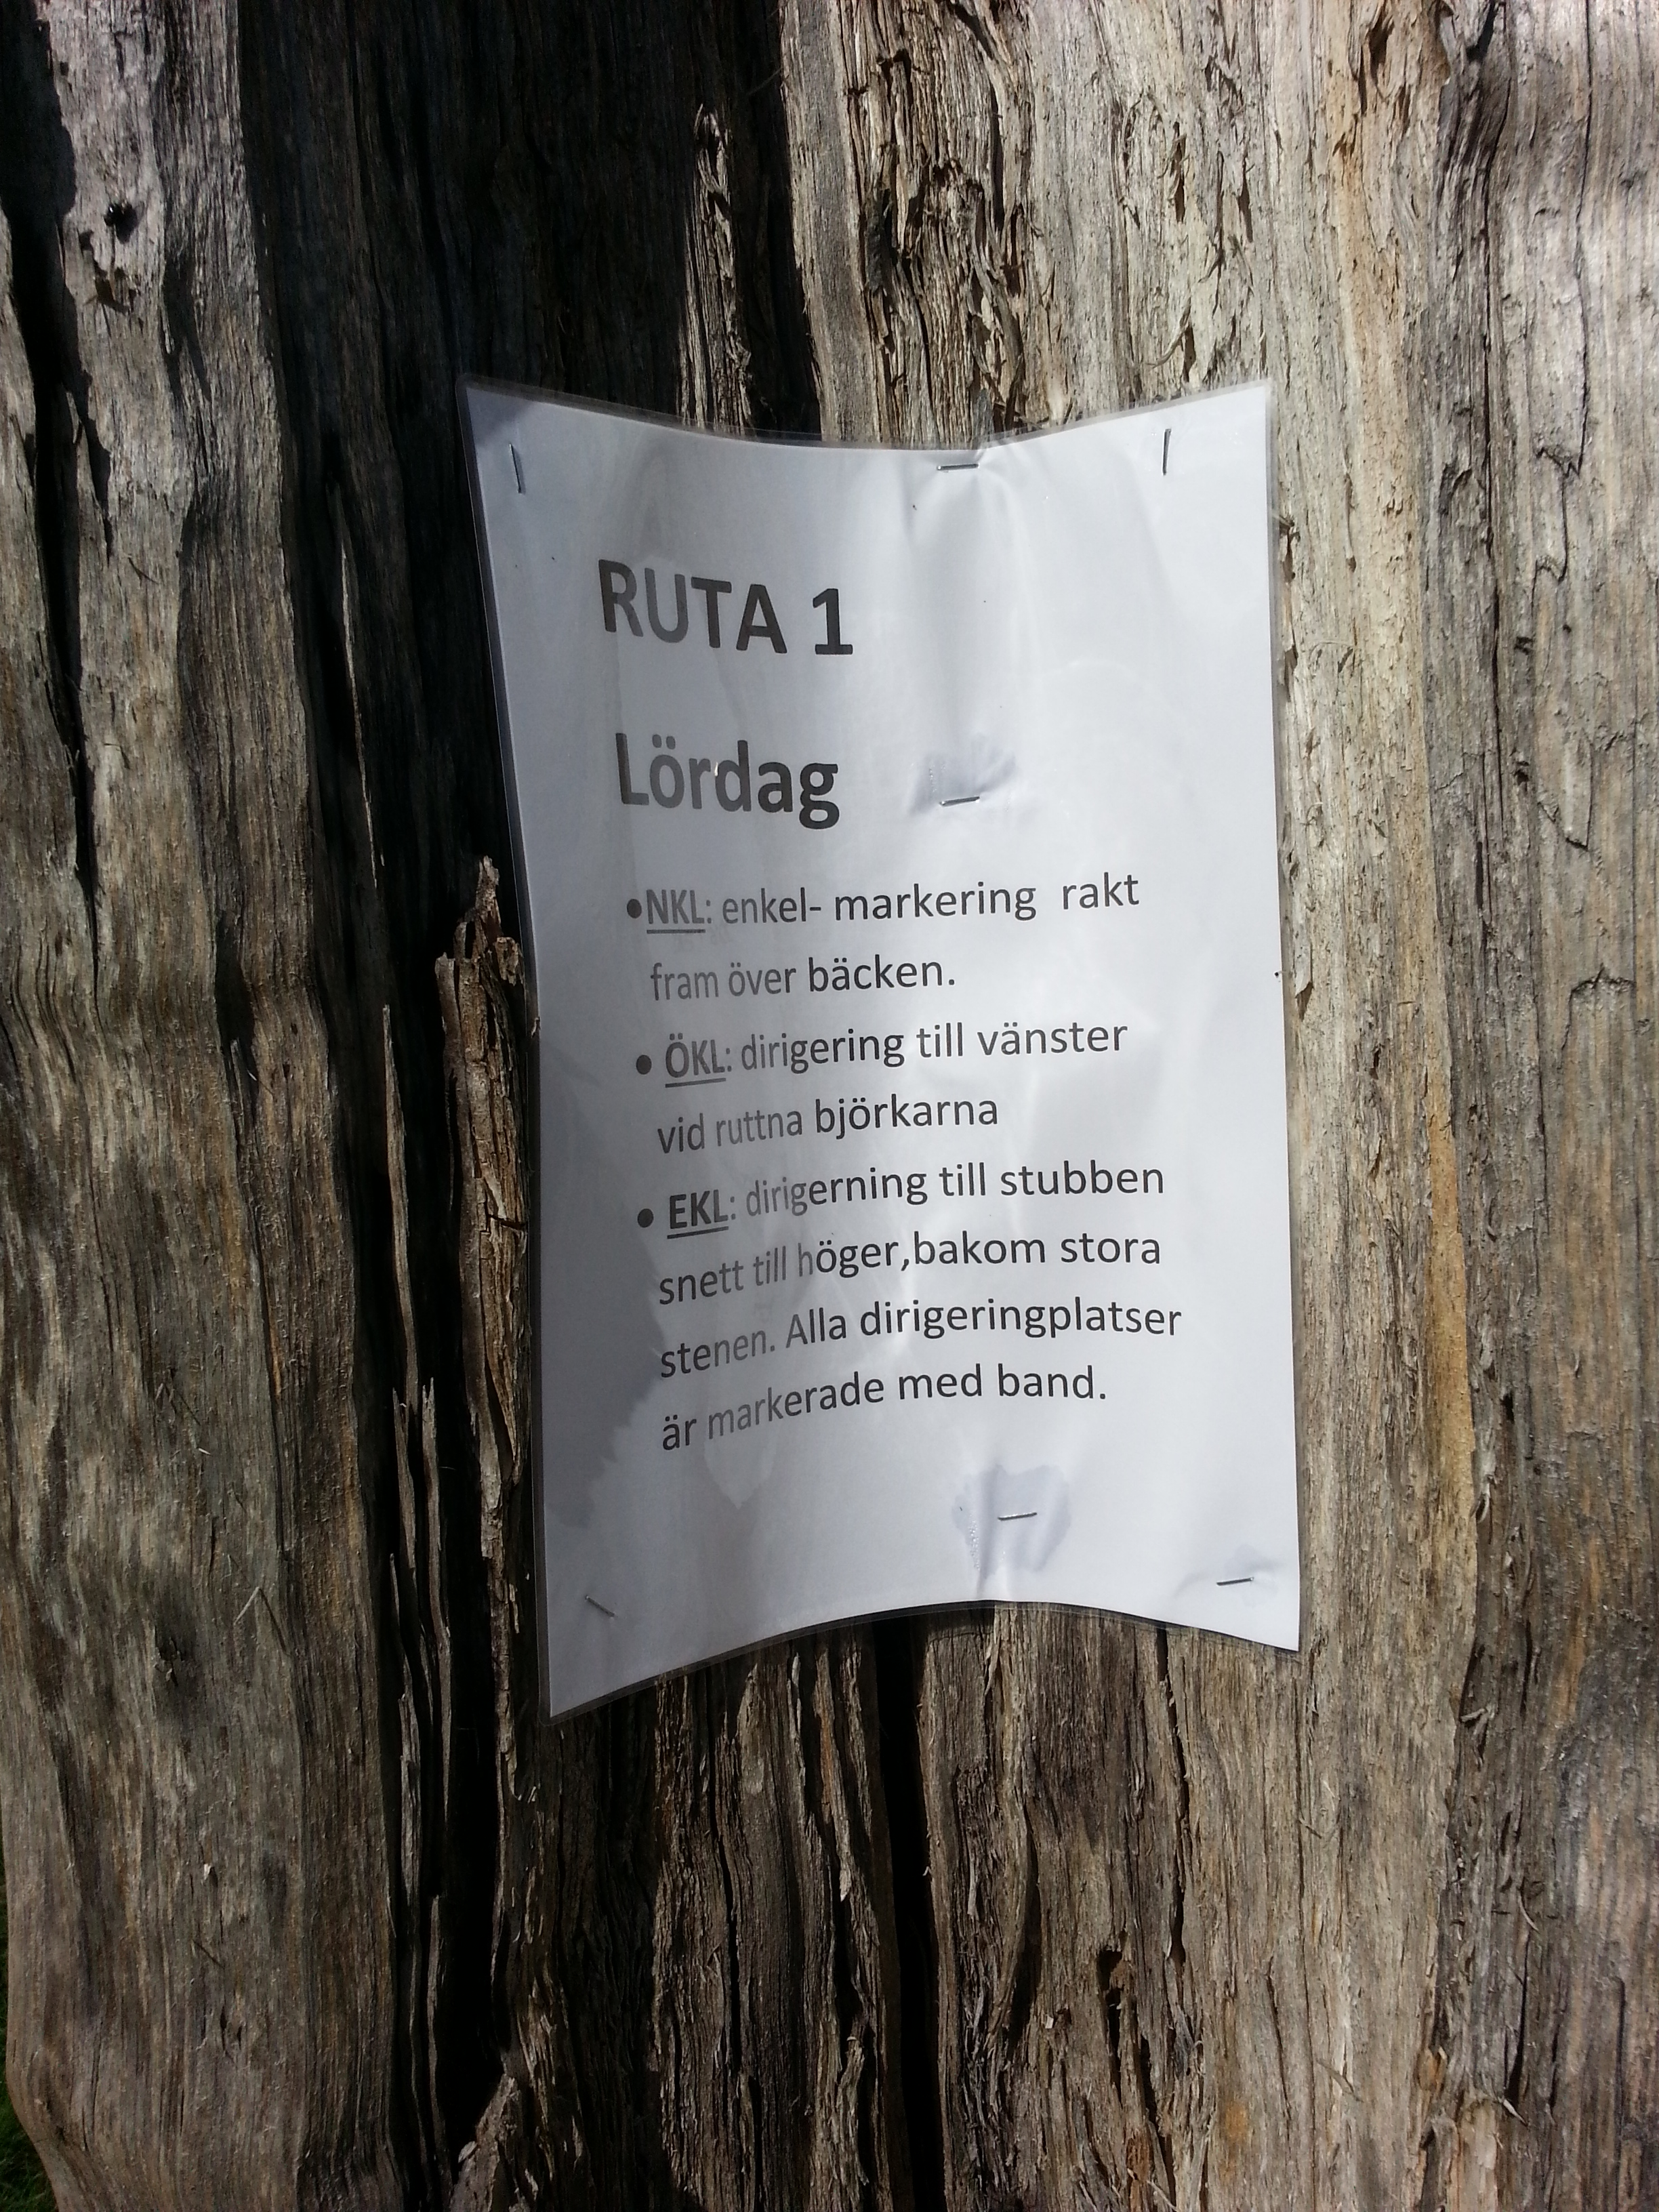 RUTA 1
Lördag
•NKL: enkel- markering rakt
fram över bäcken.
• ÖKL: dirigering till vänster
vid ruttna björkarna
• EKL: dirigerning till stubben
snett till höger,bakom stora
stenen. Alla dirigeringplatser
är markerade med band.